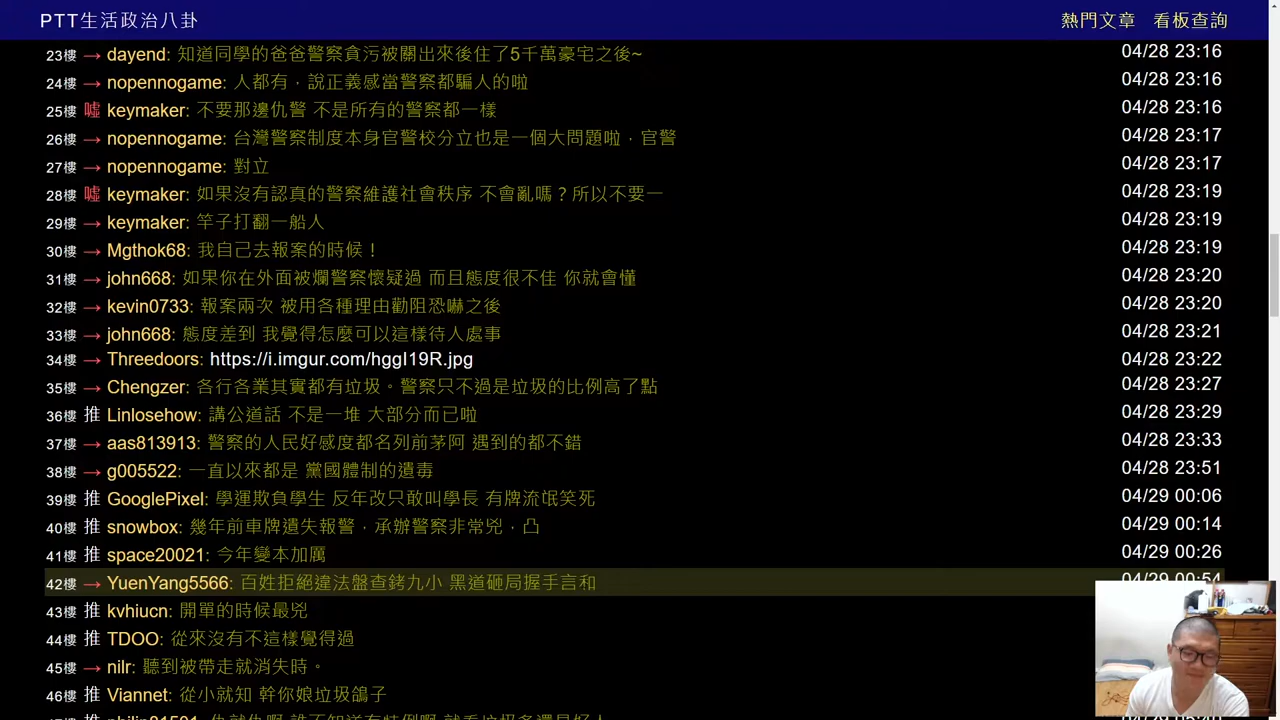 PTT生活政治八卦 熱門文章 看板查詢
23樓 → dayend: 知道同學的爸爸警察貪污被關出來後住了5千萬豪宅之後~ 04/28 23:16
24樓 → nopennogame: 人都有，說正義感當警察都騙人的啦 04/28 23:16
25樓 噓 keymaker: 不要那邊仇警 不是所有的警察都一樣 04/28 23:16
26樓 → nopennogame: 台灣警察制度本身官警校分立也是一個大問題啦，官警 04/28 23:17
27樓 → nopennogame: 對立 04/28 23:17
28樓 噓 keymaker: 如果沒有認真的警察維護社會秩序 不會亂嗎？所以不要一 04/28 23:19
29樓 → keymaker: 竿子打翻一船人 04/28 23:19
30樓 → Mgthok68: 我自己去報案的時候！ 04/28 23:19
31樓 → john668: 如果你在外面被爛警察懷疑過 而且態度很不佳 你就會懂 04/28 23:20
32樓 → kevin0733: 報案兩次 被用各種理由勸阻恐嚇之後 04/28 23:20
33樓 → john668: 態度差到 我覺得怎麼可以這樣待人處事 04/28 23:21
34樓 → Threedoors: https://i.imgur.com/hggI19R.jpg 04/28 23:22
35樓 → Chengzer: 各行各業其實都有垃圾。警察只不過是垃圾的比例高了點 04/28 23:27
36樓 推 Linlosehow: 講公道話 不是一堆 大部分而已啦 04/28 23:29
37樓 → aas813913: 警察的人民好感度都名列前茅阿 遇到的都不錯 04/28 23:33
38樓 → g005522: 一直以來都是 黨國體制的遺毒 04/28 23:51
39樓 推 GooglePixel: 學運欺負學生 反年改只敢叫學長 有牌流氓笑死 04/29 00:06
40樓 推 snowbox: 幾年前車牌遺失報警，承辦警察非常兇，凸 04/29 00:14
41樓 推 space20021: 今年變本加厲 04/29 00:26
42樓 → YuenYang5566: 百姓拒絕違法盤查銬九小 黑道砸局握手言和 04/29 00:54
43樓 推 kvhiucn: 開單的時候最兇
44樓 推 TDOO: 從來沒有不這樣覺得過
45樓 → nilr: 聽到被帶走就消失時。
46樓 推 Viannet: 從小就知 幹你娘垃圾鴿子